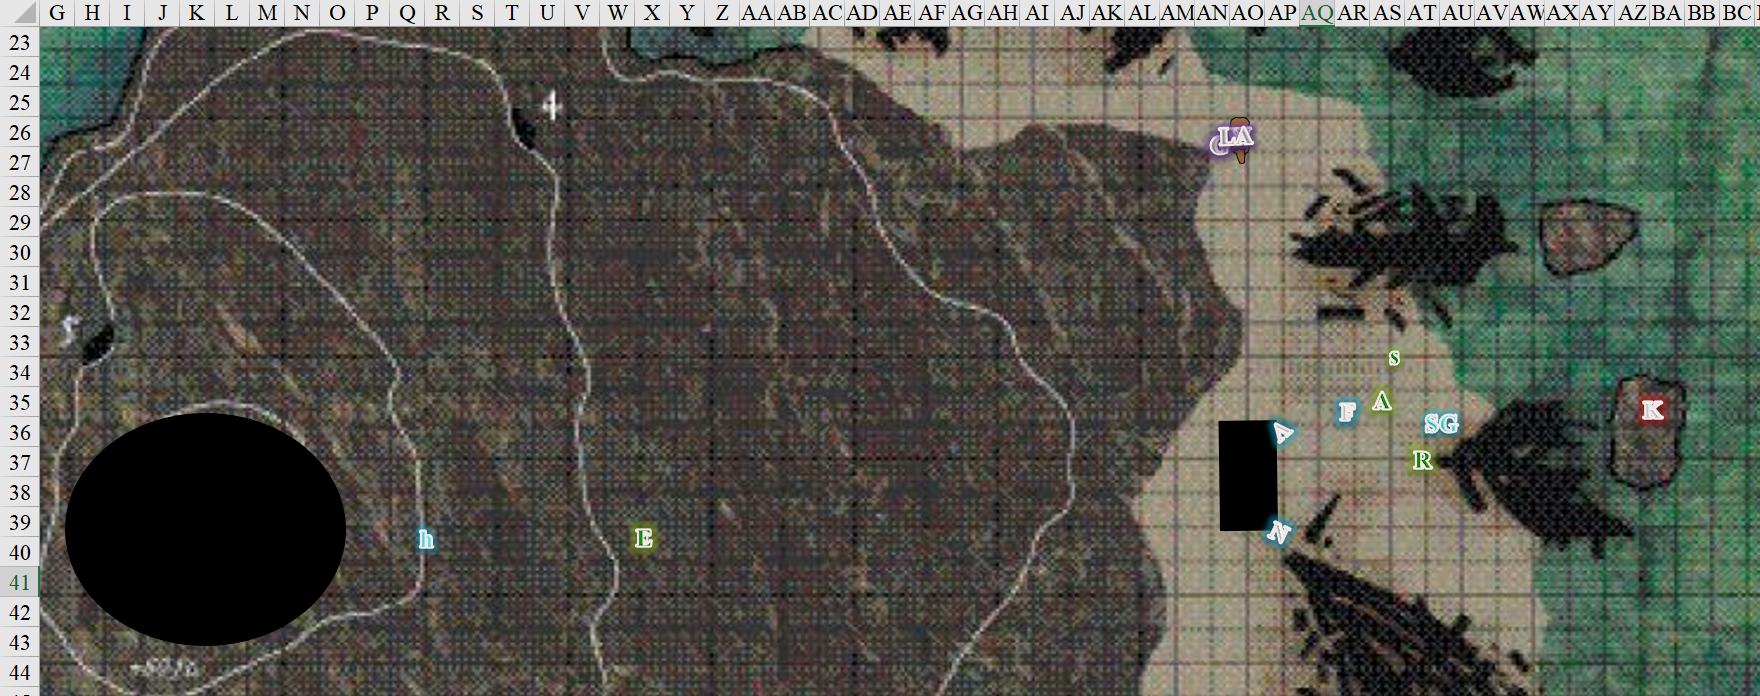 G H I J K L M N O P Q R S T U V W X Y Z AA AB AC AD AE AF AG AH AI AJ AK AL AM AN AO AP AQ AR AS AT AU AV AW AX AY AZ BA BB BC
23
24
25
4
26
LA
27
28
29
30
31
32
33
s
34
35
A
F
K
36
SG
A
37
R
38
39
N
h
E
40
41
42
43
44